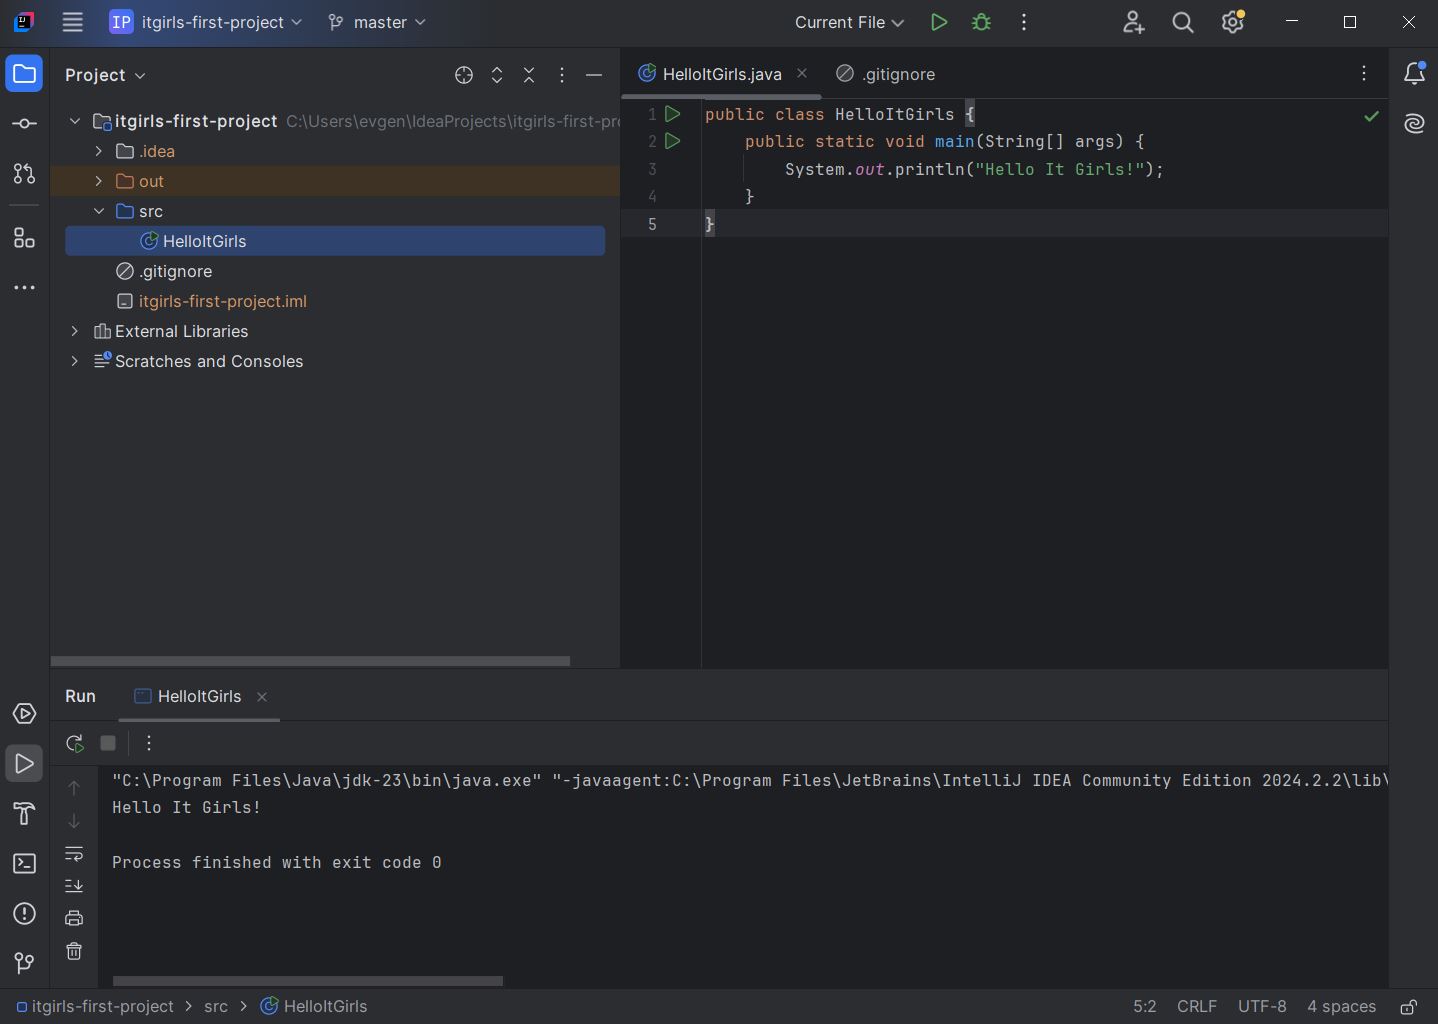 IP itgirls-first-project master Current File
Project
HelloItGirls.java .gitignore
itgirls-first-project C:\Users\evgen\IdeaProjects\itgirls-first-pro
.idea
out
src
HelloItGirls
.gitignore
itgirls-first-project.iml
External Libraries
Scratches and Consoles
1 public class HelloItGirls {
2 public static void main(String[] args) {
3 System.out.println("Hello It Girls!");
4 }
5 }
Run HelloItGirls
"C:\Program Files\Java\jdk-23\bin\java.exe" "-javaagent:C:\Program Files\JetBrains\IntelliJ IDEA Community Edition 2024.2.2\lib\
Hello It Girls!
Process finished with exit code 0
itgirls-first-project > src > HelloItGirls 5:2 CRLF UTF-8 4 spaces